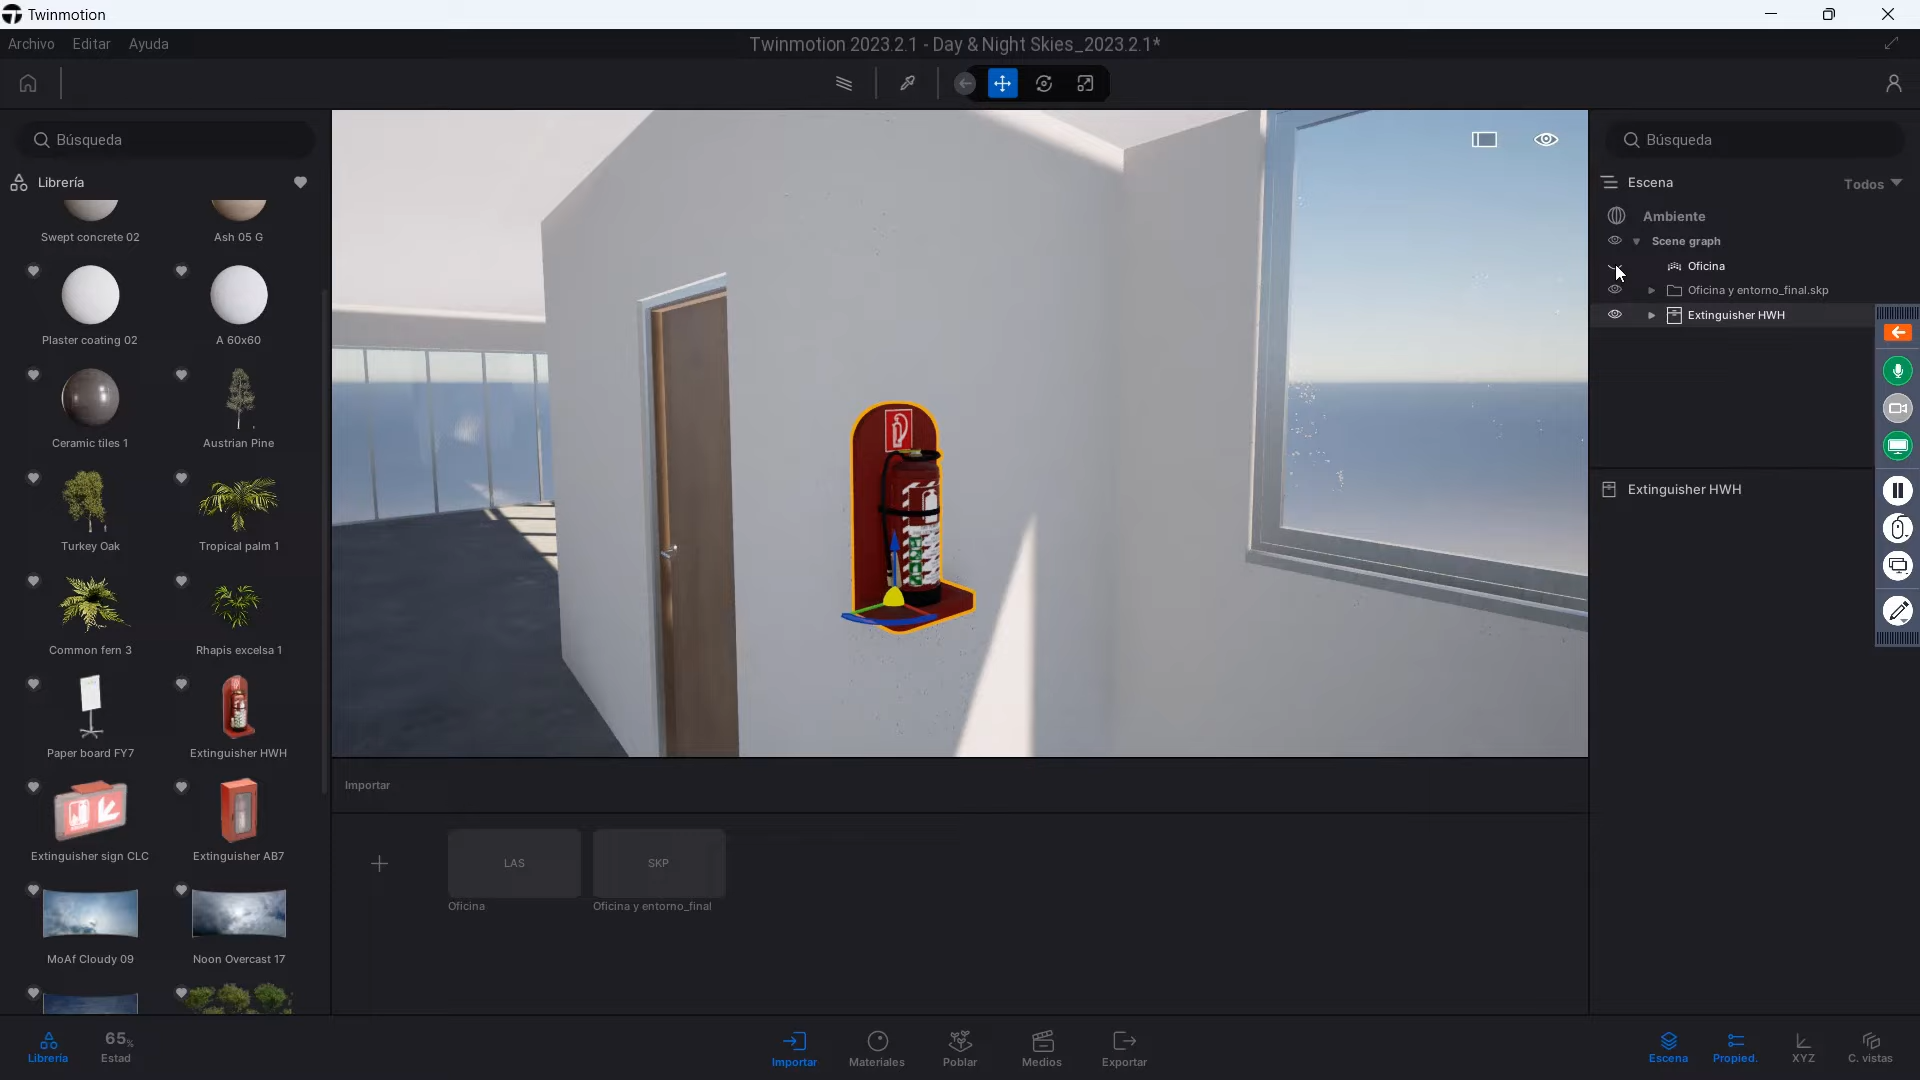 Twinmotion
Archivo Editar Ayuda
Twinmotion 2023.2.1 - Day & Night Skies_2023.2.1*
Búsqueda
Librería
Swept concrete 02
Ash 05 G
Plaster coating 02
A 60x60
Ceramic tiles 1
Austrian Pine
Turkey Oak
Tropical palm 1
Common fern 3
Rhapis excelsa 1
Paper board FY7
Extinguisher HWH
Extinguisher sign CLC
Extinguisher AB7
MoAf Cloudy 09
Noon Overcast 17
Importar
LAS
SKP
Oficina
Oficina y entorno_final
Búsqueda
Escena
Todos
Ambiente
Scene graph
Oficina
Oficina y entorno_final.skp
Extinguisher HWH
Extinguisher HWH
Librería
65%
Estad
Importar
Materiales
Poblar
Medios
Exportar
Escena
Propied.
XYZ
C. vistas